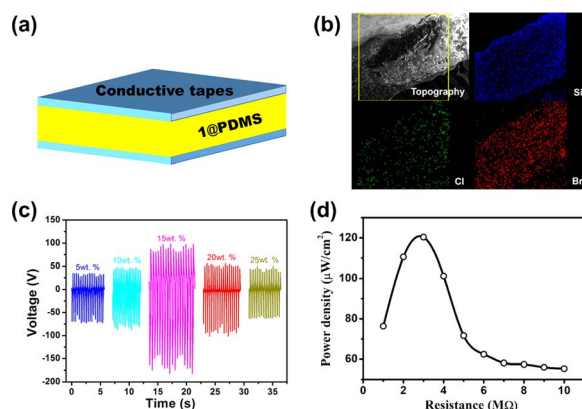 (a)
Conductive tapes
1@PDMS
(b)
Topography
Si
Cl
Br
(c)
Voltage (V)
150
100
50
0
-50
-100
-150
-200
5wt. %
10wt. %
15wt. %
20wt. %
25wt. %
0 5 10 15 20 25 30 35
Time (s)
(d)
Power density (μW/cm²)
120
100
80
60
0 2 4 6 8 10
Resistance (MΩ)